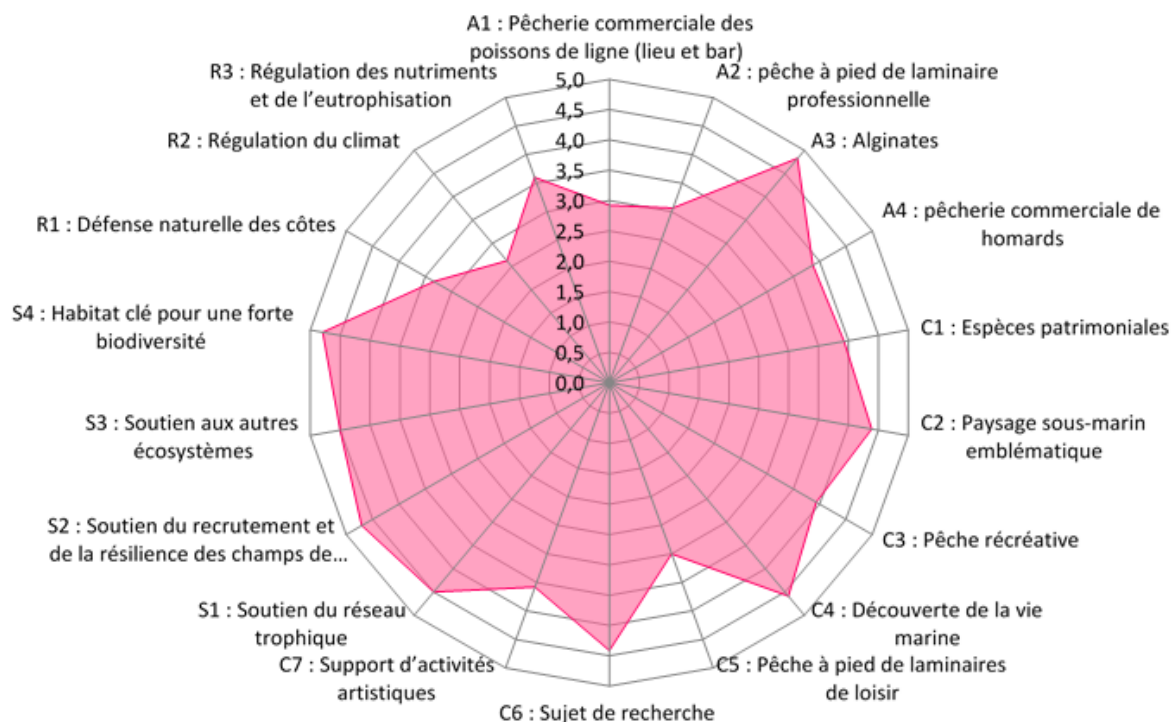 A1 : Pêcherie commerciale des
poissons de ligne (lieu et bar)
A2 : pêche à pied de laminaire
professionnelle
A3 : Alginates
A4 : pêcherie commerciale de
homards
C1 : Espèces patrimoniales
C2 : Paysage sous-marin
emblématique
C3 : Pêche récréative
C4 : Découverte de la vie
marine
C5 : Pêche à pied de laminaires
de loisir
C6 : Sujet de recherche
C7 : Support d’activités
artistiques
S1 : Soutien du réseau
trophique
S2 : Soutien du recrutement et
de la résilience des champs de…
S3 : Soutien aux autres
écosystèmes
S4 : Habitat clé pour une forte
biodiversité
R1 : Défense naturelle des côtes
R2 : Régulation du climat
R3 : Régulation des nutriments
et de l’eutrophisation
5,0
4,5
4,0
3,5
3,0
2,5
2,0
1,5
1,0
0,5
0,0